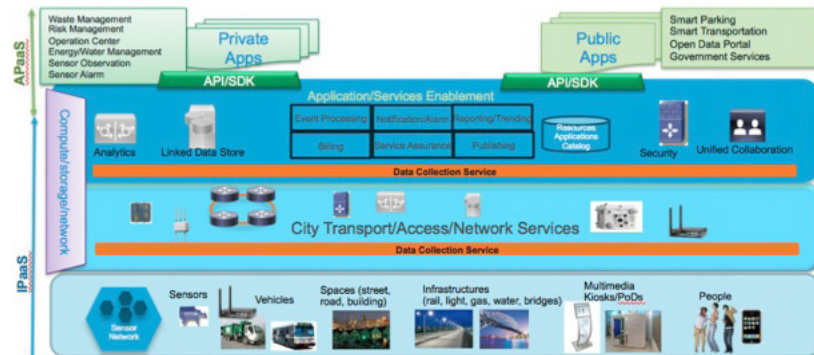 Waste Management
Risk Management
Operation Center
Energy/Water Management
Sensor Observation
Sensor Alarm
Private
Apps
Public
Apps
Smart Parking
Smart Transportation
Open Data Portal
Government Services
APaaS
API/SDK
API/SDK
Application/Services Enablement
Compute/storage/network
Event Processing
Notification/Alarm
Reporting/Trending
Billing
Service Assurance
Publishing
Resources
Applications
Catalog
Analytics
Linked Data Store
Security
Unified Collaboration
Data Collection Service
IPaaS
City Transport/Access/Network Services
Data Collection Service
Sensor
Network
Sensors
Vehicles
Spaces (street,
road, building)
Infrastructures
(rail, light, gas, water, bridges)
Multimedia
Kiosks/PoDs
People